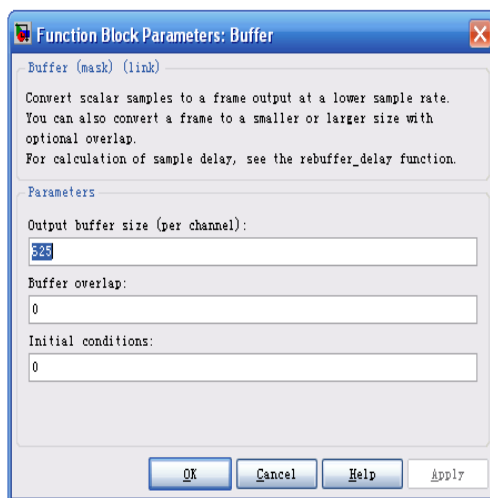 Function Block Parameters: Buffer
Buffer (mask) (link)
Convert scalar samples to a frame output at a lower sample rate.
You can also convert a frame to a smaller or larger size with
optional overlap.
For calculation of sample delay, see the rebuffer_delay function.
Parameters
Output buffer size (per channel):
525
Buffer overlap:
0
Initial conditions:
0
OK
Cancel
Help
Apply